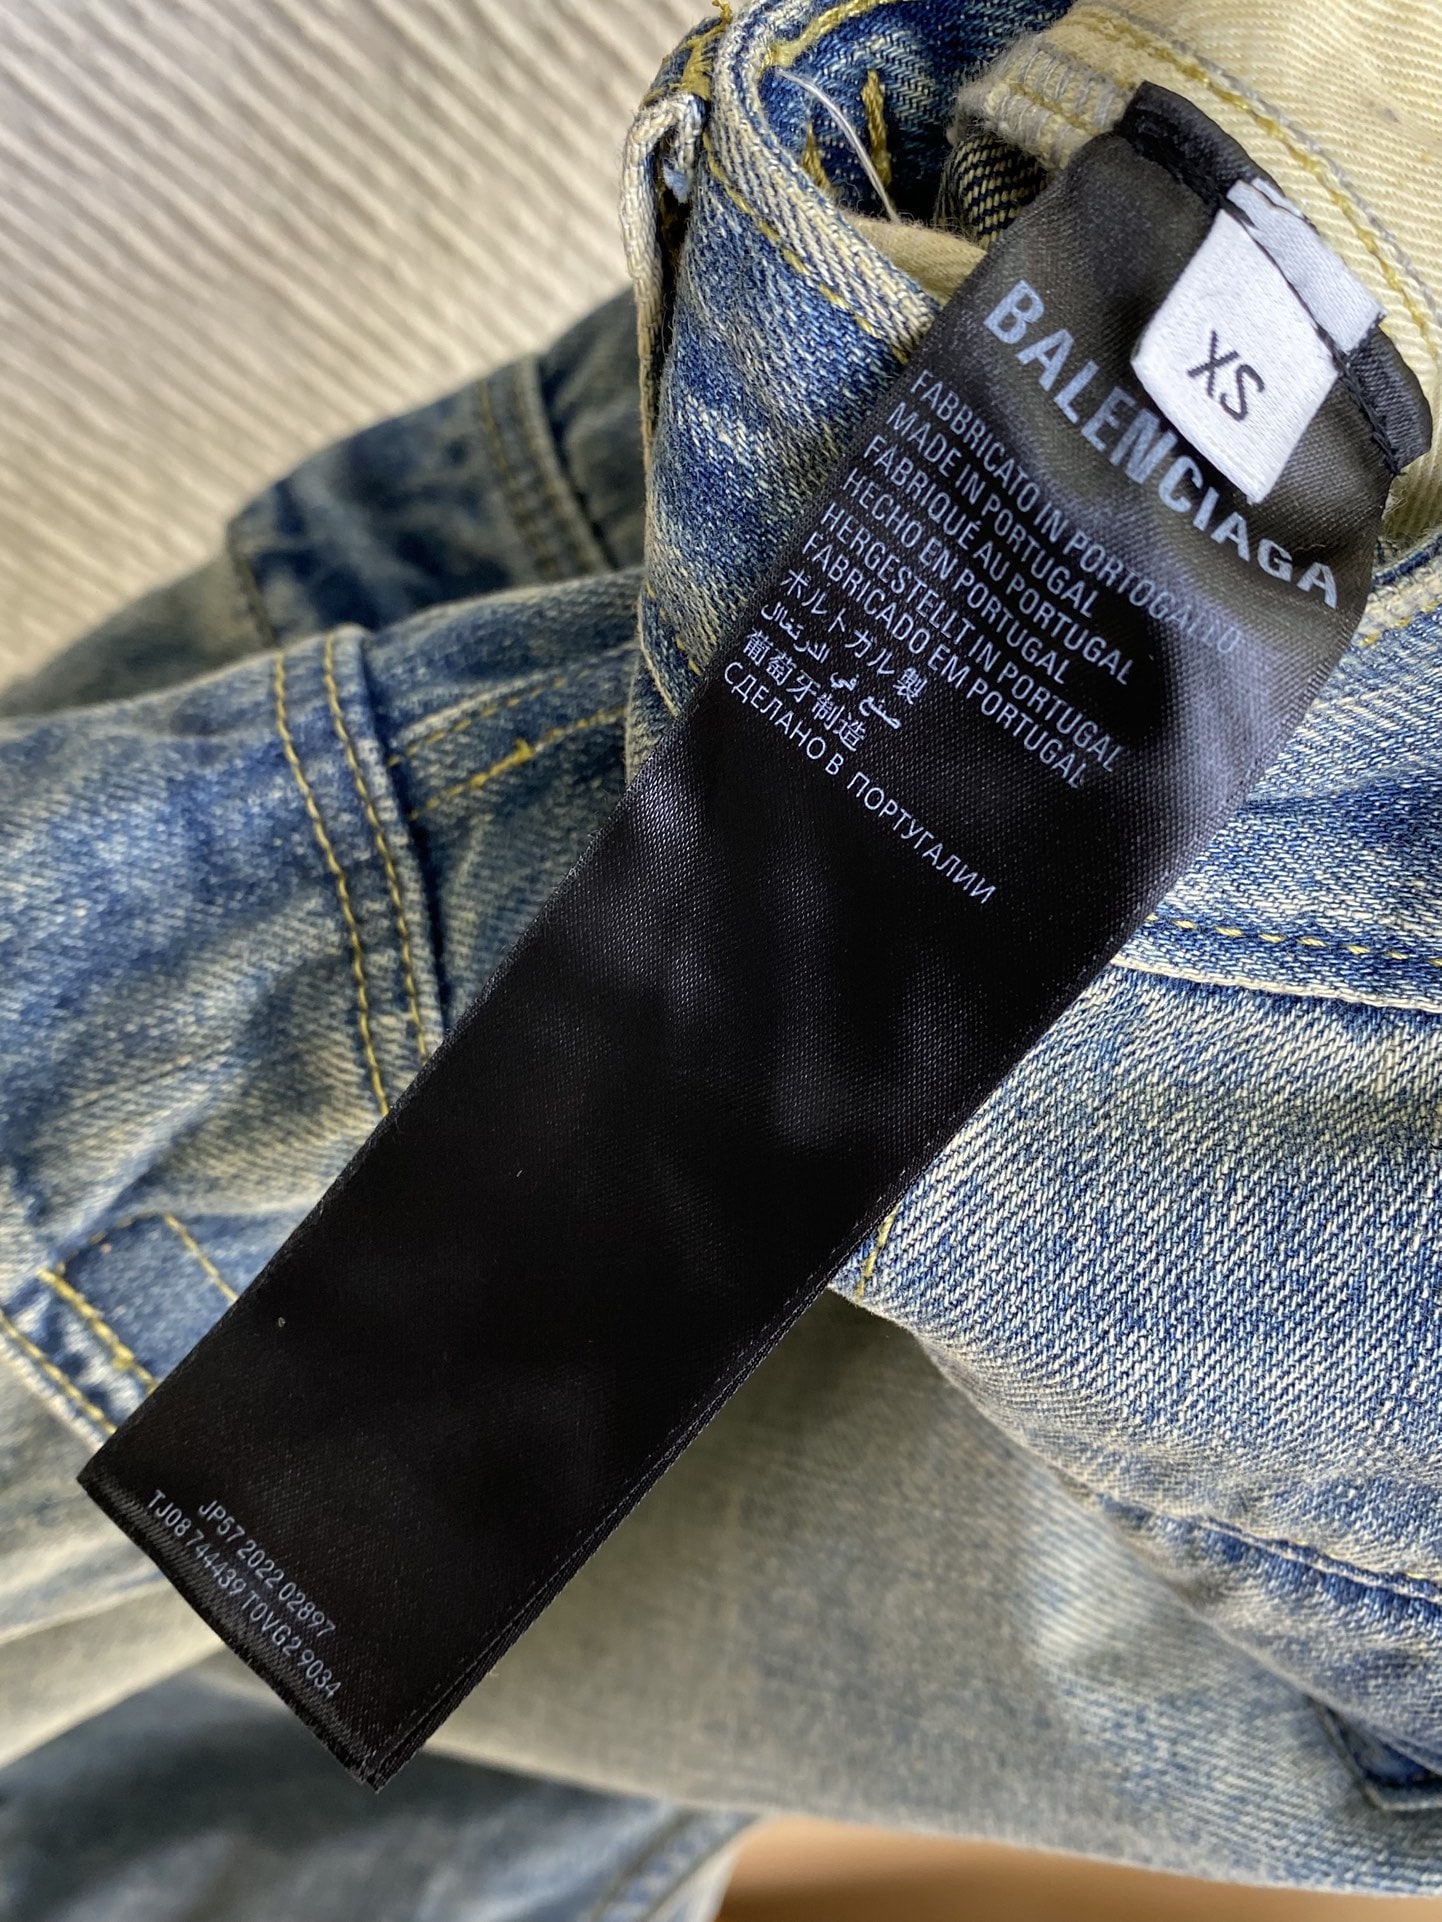 XS
BALENCIAGA
FABBRICATO IN PORTOGALLO
MADE IN PORTUGAL
FABRIQUÉ AU PORTUGAL
HECHO EN PORTUGAL
HERGESTELLT IN PORTUGAL
FABRICADO EM PORTUGAL
ポルトガル製
صنع في البرتغال
葡萄牙制造
СДЕЛАНО В ПОРТУГАЛИИ
JP57 2022 02897
TJ08 744439 TOVG2 9034